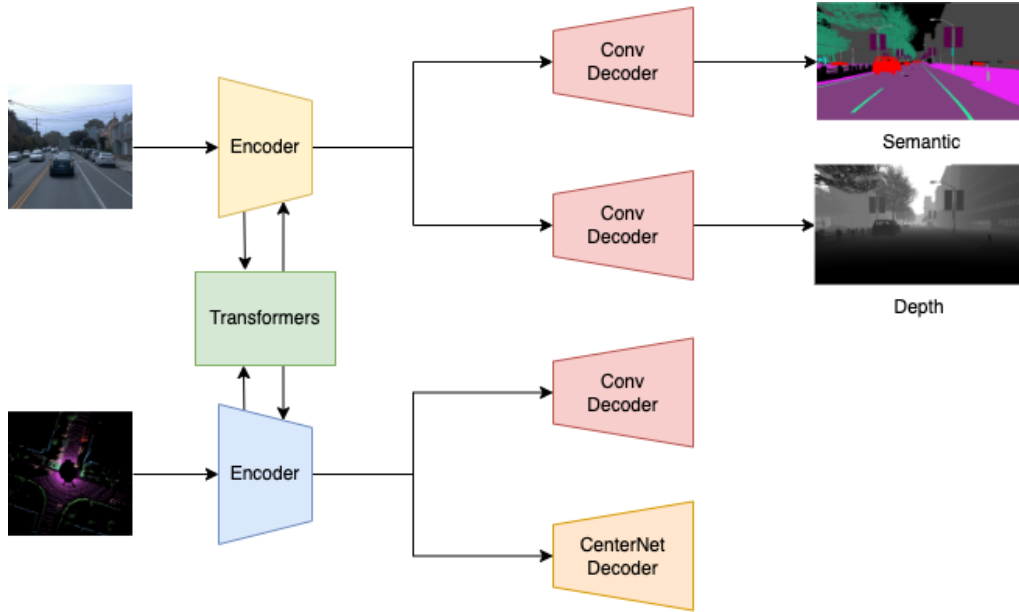 Conv
Decoder
Semantic
Encoder
Conv
Decoder
Depth
Transformers
Conv
Decoder
Encoder
CenterNet
Decoder